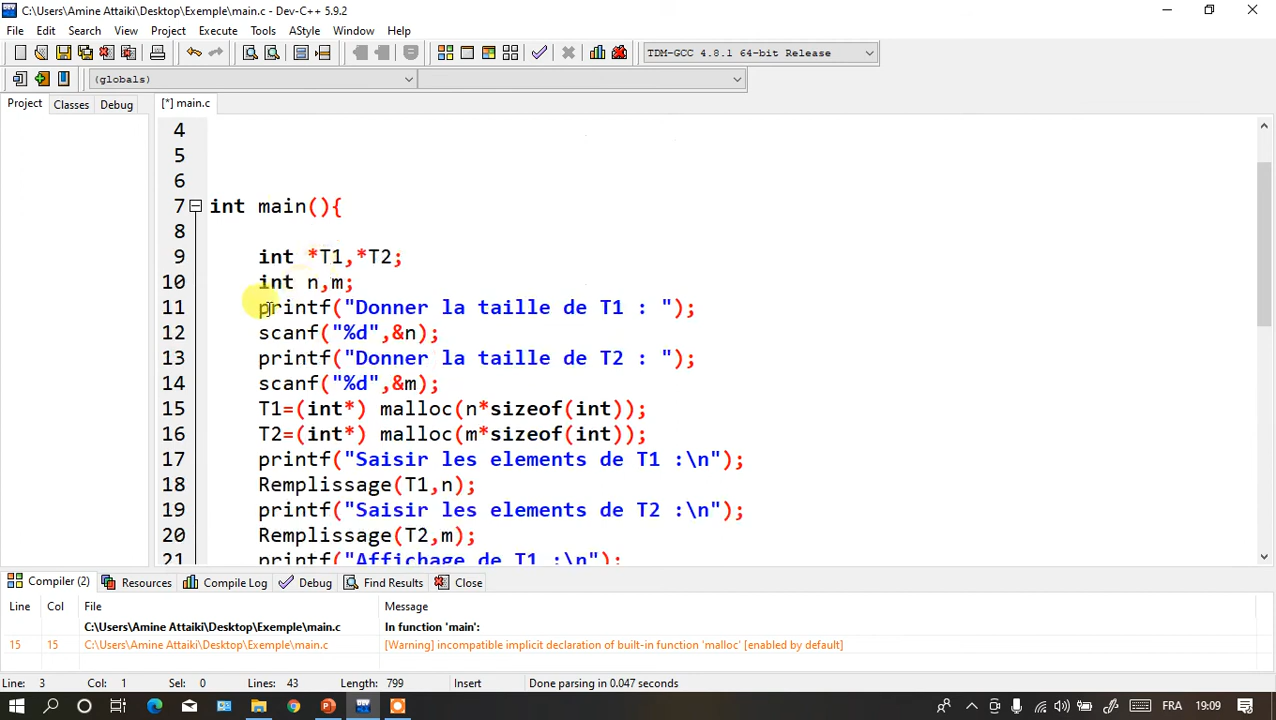 C:\Users\Amine Attaiki\Desktop\Exemple\main.c - Dev-C++ 5.9.2
File Edit Search View Project Execute Tools AStyle Window Help
TDM-GCC 4.8.1 64-bit Release
(globals)
Project Classes Debug [*] main.c
4
5
6
7 int main(){
8
9 int *T1,*T2;
10 int n,m;
11 printf("Donner la taille de T1 : ");
12 scanf("%d",&n);
13 printf("Donner la taille de T2 : ");
14 scanf("%d",&m);
15 T1=(int*) malloc(n*sizeof(int));
16 T2=(int*) malloc(m*sizeof(int));
17 printf("Saisir les elements de T1 :\n");
18 Remplissage(T1,n);
19 printf("Saisir les elements de T2 :\n");
20 Remplissage(T2,m);
21 printf("Affichage de T1 :\n");
Compiler (2) Resources Compile Log Debug Find Results Close
Line Col File Message
C:\Users\Amine Attaiki\Desktop\Exemple\main.c In function 'main':
15 15 C:\Users\Amine Attaiki\Desktop\Exemple\main.c [Warning] incompatible implicit declaration of built-in function 'malloc' [enabled by default]
Line: 3 Col: 1 Sel: 0 Lines: 43 Length: 799 Insert Done parsing in 0.047 seconds
FRA 19:09